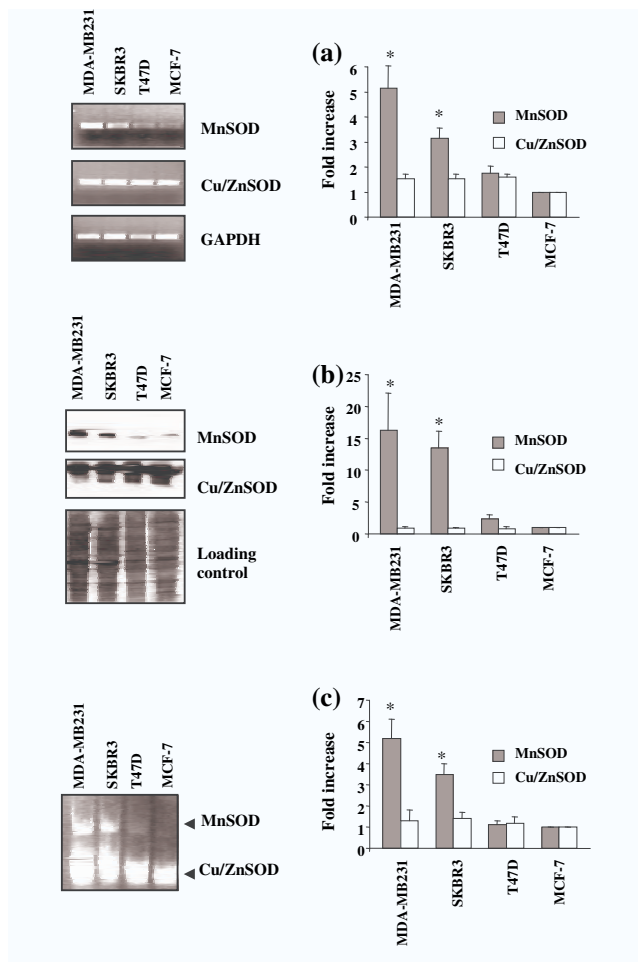 (a)
MDA-MB231
SKBR3
T47D
MCF-7
MnSOD
Cu/ZnSOD
GAPDH
Fold increase
6
5
4
3
2
1
0
*
*
MnSOD
Cu/ZnSOD
MDA-MB231
SKBR3
T47D
MCF-7
(b)
MDA-MB231
SKBR3
T47D
MCF-7
MnSOD
Cu/ZnSOD
Loading
control
Fold increase
25
20
15
10
5
0
*
*
MnSOD
Cu/ZnSOD
MDA-MB231
SKBR3
T47D
MCF-7
(c)
MDA-MB231
SKBR3
T47D
MCF-7
MnSOD
Cu/ZnSOD
Fold increase
7
6
5
4
3
2
1
0
*
*
MnSOD
Cu/ZnSOD
MDA-MB231
SKBR3
T47D
MCF-7